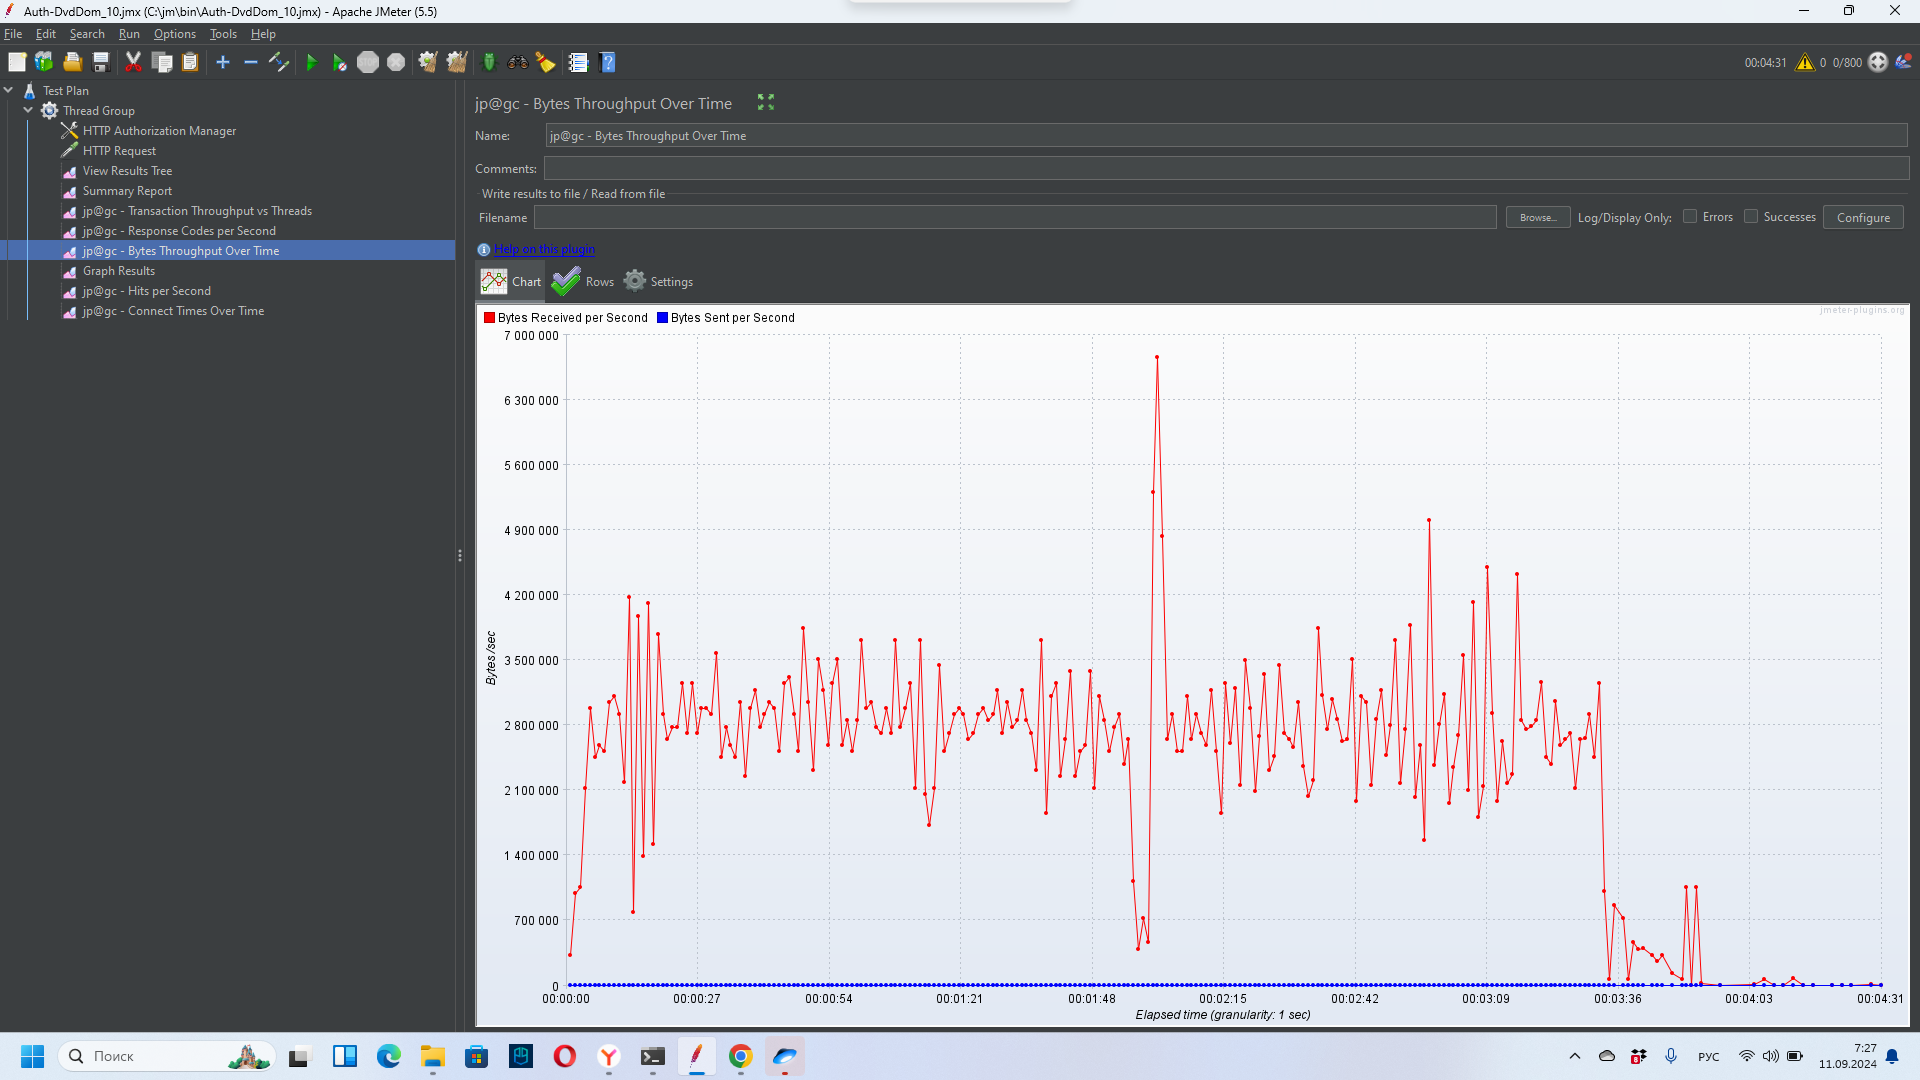 Auth-DvdDom_10.jmx (C:\jm\bin\Auth-DvdDom_10.jmx) - Apache JMeter (5.5)
File Edit Search Run Options Tools Help
STOP
00:04:31 0 0/800
Test Plan
Thread Group
HTTP Authorization Manager
HTTP Request
View Results Tree
Summary Report
jp@gc - Transaction Throughput vs Threads
jp@gc - Response Codes per Second
jp@gc - Bytes Throughput Over Time
Graph Results
jp@gc - Hits per Second
jp@gc - Connect Times Over Time
jp@gc - Bytes Throughput Over Time
Name: jp@gc - Bytes Throughput Over Time
Comments:
Write results to file / Read from file
Filename Browse... Log/Display Only: Errors Successes Configure
Help on this plugin
Chart Rows Settings
Bytes Received per Second Bytes Sent per Second
jmeter-plugins.org
7 000 000
6 300 000
5 600 000
4 900 000
4 200 000
3 500 000
2 800 000
2 100 000
1 400 000
700 000
0
Bytes /sec
00:00:00 00:00:27 00:00:54 00:01:21 00:01:48 00:02:15 00:02:42 00:03:09 00:03:36 00:04:03 00:04:31
Elapsed time (granularity: 1 sec)
Поиск
РУС
7:27
11.09.2024